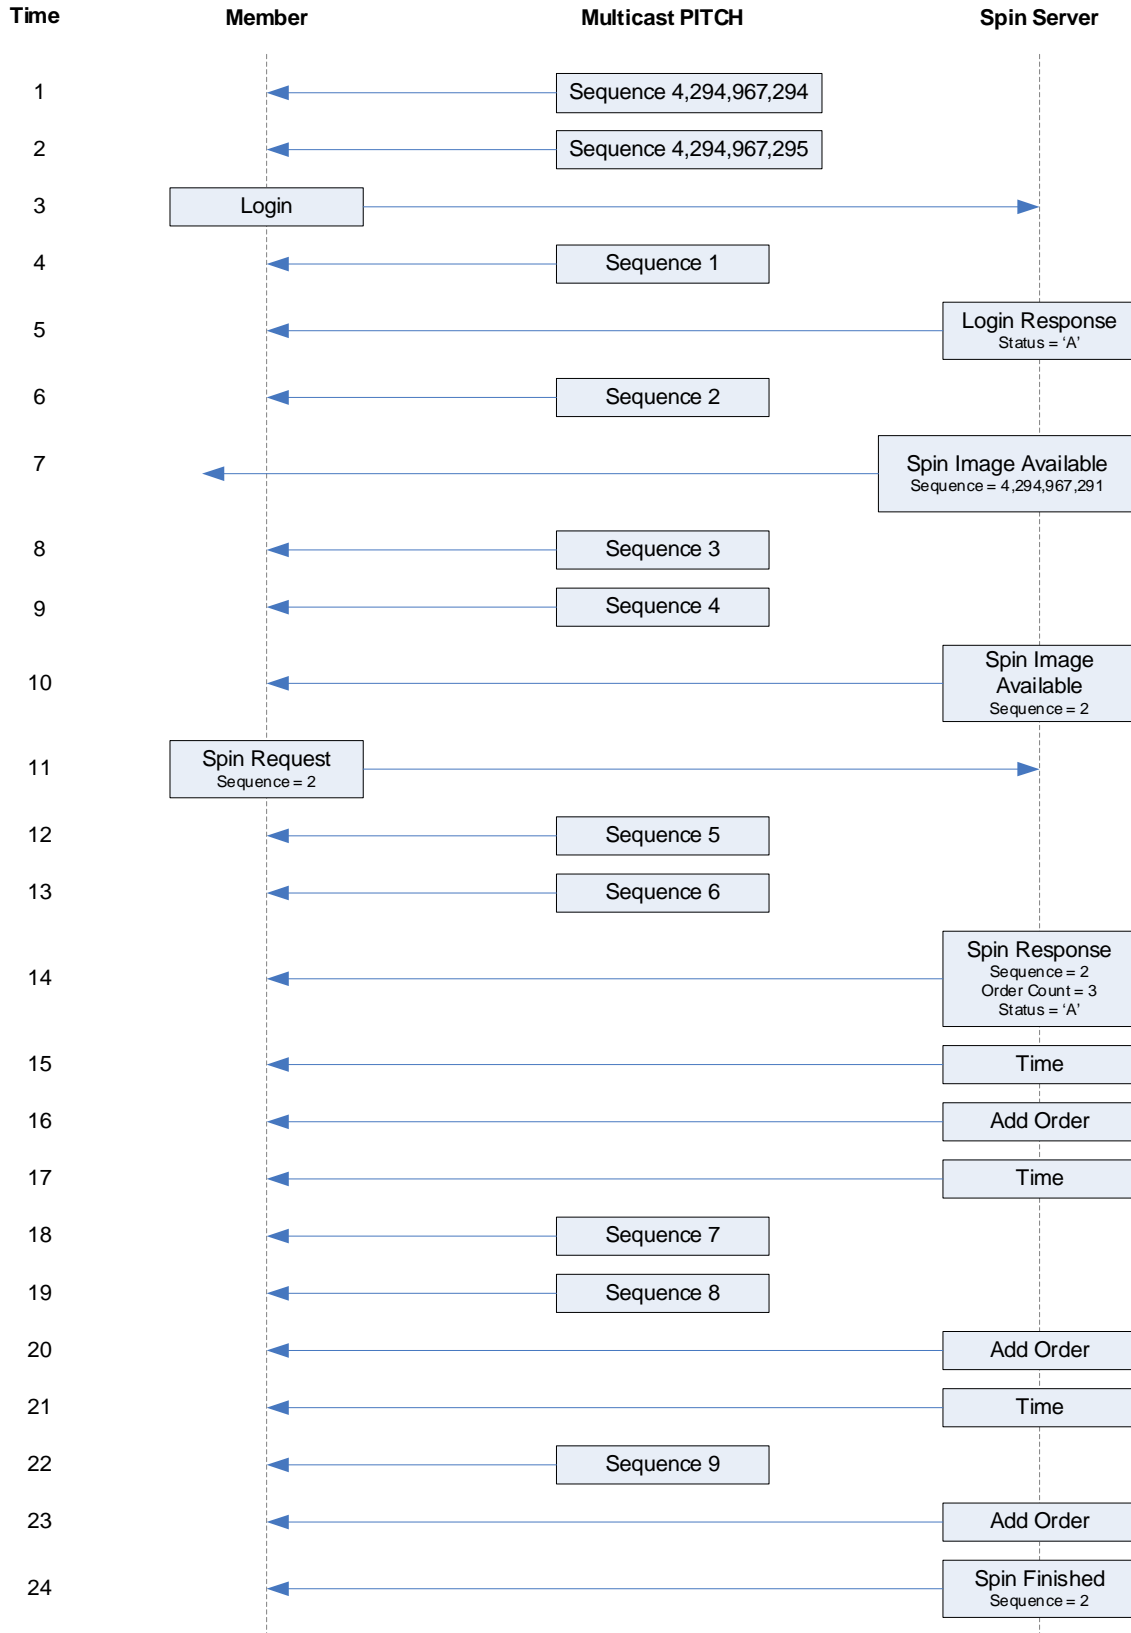 Time Member Multicast PITCH Spin Server
1 Sequence 4,294,967,294
2 Sequence 4,294,967,295
3 Login
4 Sequence 1
5 Login Response
Status = ‘A’
6 Sequence 2
7 Spin Image Available
Sequence = 4,294,967,291
8 Sequence 3
9 Sequence 4
10 Spin Image
Available
Sequence = 2
11 Spin Request
Sequence = 2
12 Sequence 5
13 Sequence 6
14 Spin Response
Sequence = 2
Order Count = 3
Status = ‘A’
15 Time
16 Add Order
17 Time
18 Sequence 7
19 Sequence 8
20 Add Order
21 Time
22 Sequence 9
23 Add Order
24 Spin Finished
Sequence = 2